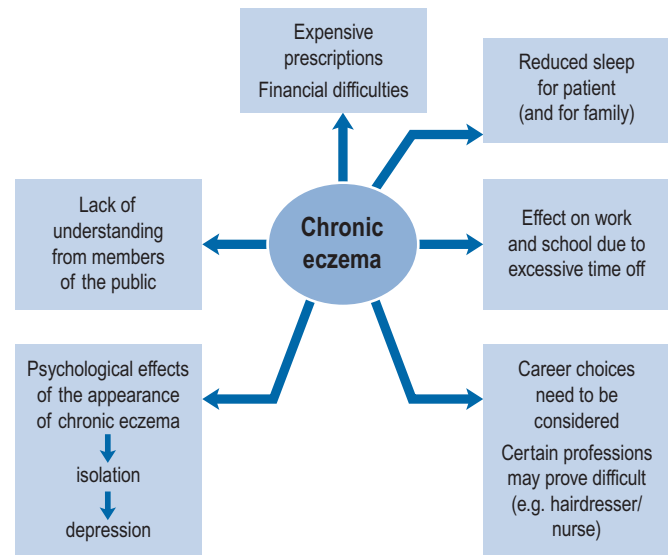 Expensive
prescriptions
Financial difficulties
Reduced sleep
for patient
(and for family)
Lack of
understanding
from members
of the public
Chronic
eczema
Effect on work
and school due to
excessive time off
Psychological effects
of the appearance
of chronic eczema
isolation
depression
Career choices
need to be
considered
Certain professions
may prove difficult
(e.g. hairdresser/
nurse)